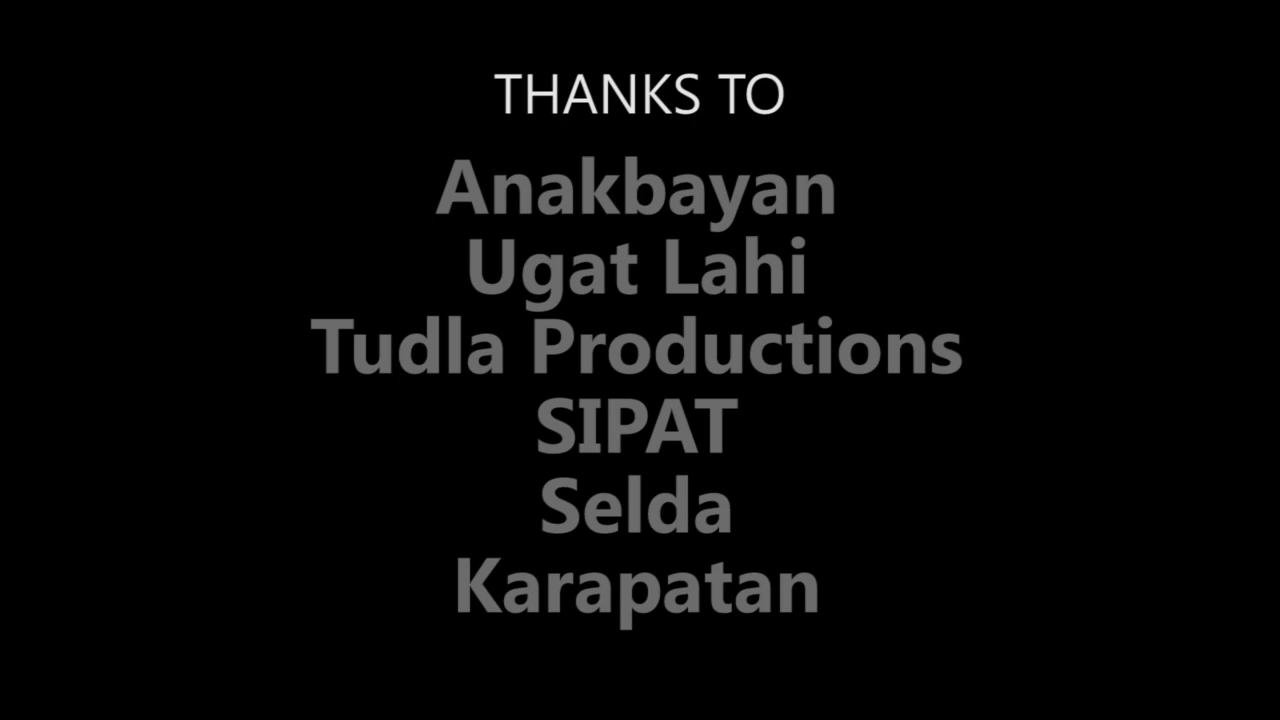 THANKS TO
Anakbayan
Ugat Lahi
Tudla Productions
SIPAT
Selda
Karapatan